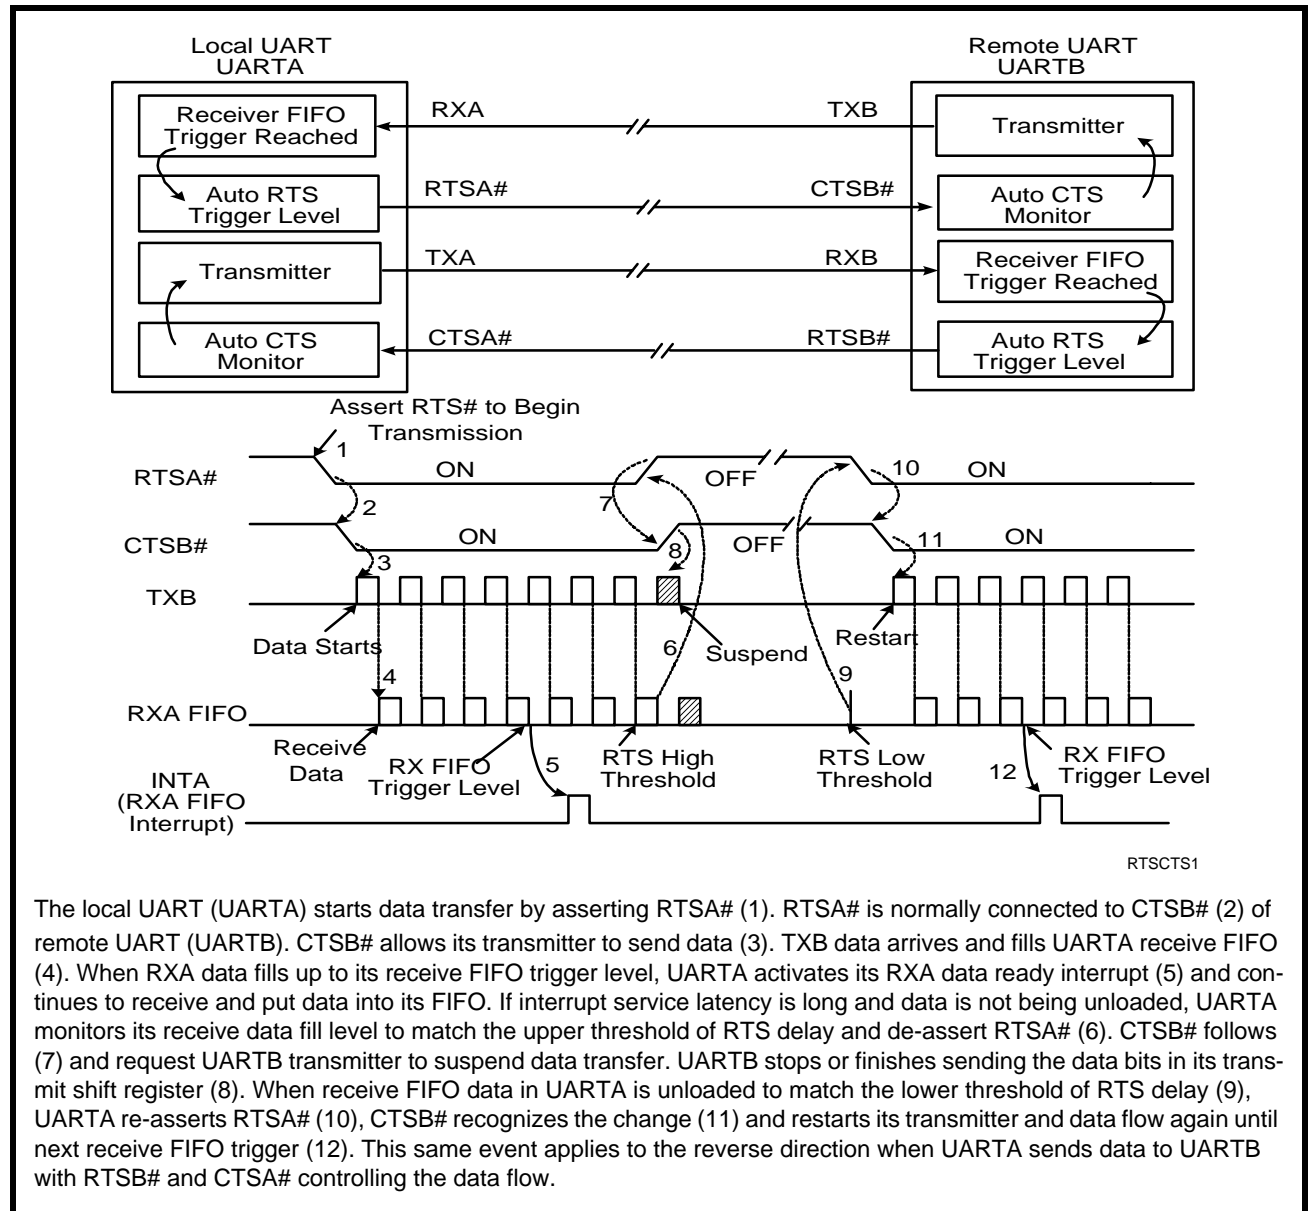 Local UART
UARTA
Remote UART
UARTB
Receiver FIFO
Trigger Reached
RXA
TXB
Transmitter
Auto RTS
Trigger Level
RTSA#
CTSB#
Auto CTS
Monitor
Transmitter
TXA
RXB
Receiver FIFO
Trigger Reached
Auto CTS
Monitor
CTSA#
RTSB#
Auto RTS
Trigger Level
Assert RTS# to Begin
Transmission
1
RTSA#
ON
OFF
10
ON
2
7
CTSB#
ON
OFF
11
ON
3
8
TXB
Data Starts
6
Suspend
Restart
4
9
RXA FIFO
Receive
Data
RX FIFO
Trigger Level
5
RTS High
Threshold
RTS Low
Threshold
12
RX FIFO
Trigger Level
INTA
(RXA FIFO
Interrupt)
RTSCTS1
The local UART (UARTA) starts data transfer by asserting RTSA# (1). RTSA# is normally connected to CTSB# (2) of
remote UART (UARTB). CTSB# allows its transmitter to send data (3). TXB data arrives and fills UARTA receive FIFO
(4). When RXA data fills up to its receive FIFO trigger level, UARTA activates its RXA data ready interrupt (5) and con-
tinues to receive and put data into its FIFO. If interrupt service latency is long and data is not being unloaded, UARTA
monitors its receive data fill level to match the upper threshold of RTS delay and de-assert RTSA# (6). CTSB# follows
(7) and request UARTB transmitter to suspend data transfer. UARTB stops or finishes sending the data bits in its trans-
mit shift register (8). When receive FIFO data in UARTA is unloaded to match the lower threshold of RTS delay (9),
UARTA re-asserts RTSA# (10), CTSB# recognizes the change (11) and restarts its transmitter and data flow again until
next receive FIFO trigger (12). This same event applies to the reverse direction when UARTA sends data to UARTB
with RTSB# and CTSA# controlling the data flow.